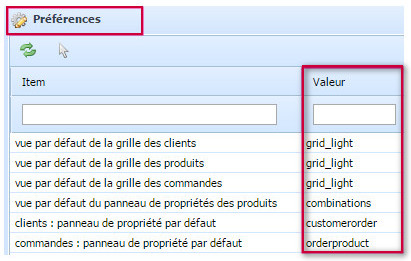 Préférences
Item Valeur
vue par défaut de la grille des clients grid_light
vue par défaut de la grille des produits grid_light
vue par défaut de la grille des commandes grid_light
vue par défaut du panneau de propriétés des produits combinations
clients : panneau de propriété par défaut customerorder
commandes : panneau de propriété par défaut orderproduct